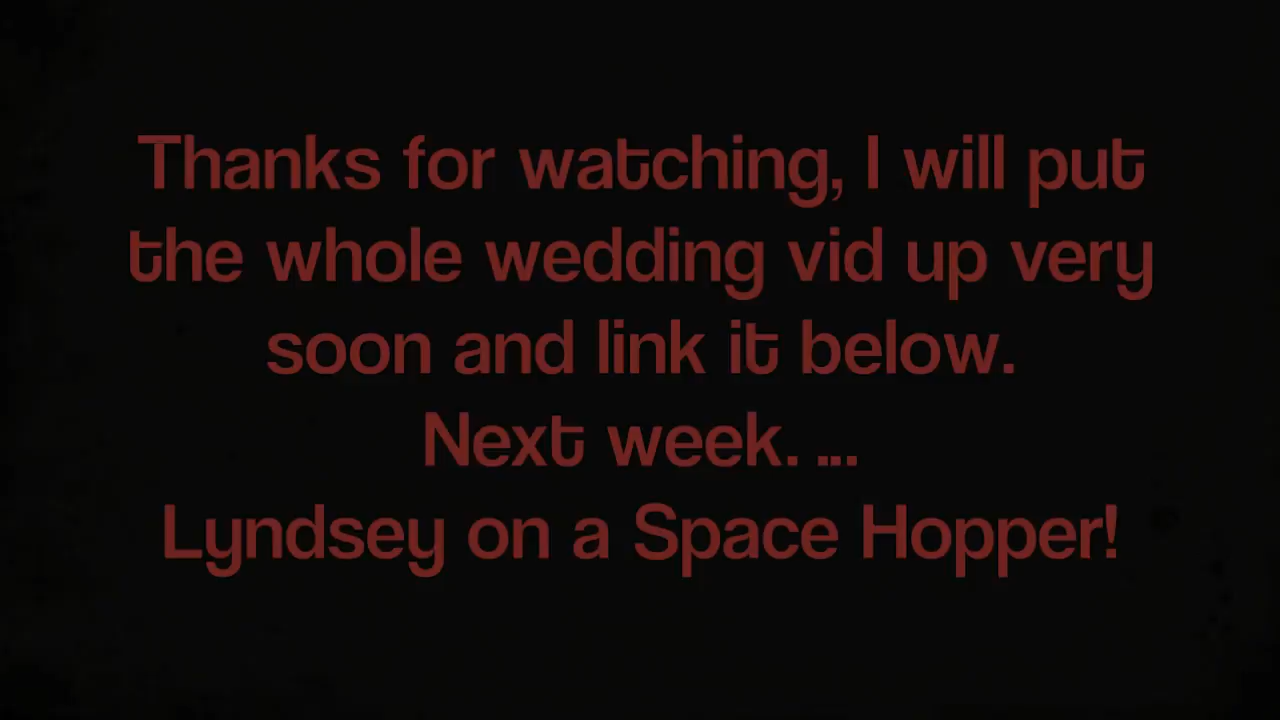 Thanks for watching, I will put
the whole wedding vid up very
soon and link it below.
Next week. ...
Lyndsey on a Space Hopper!